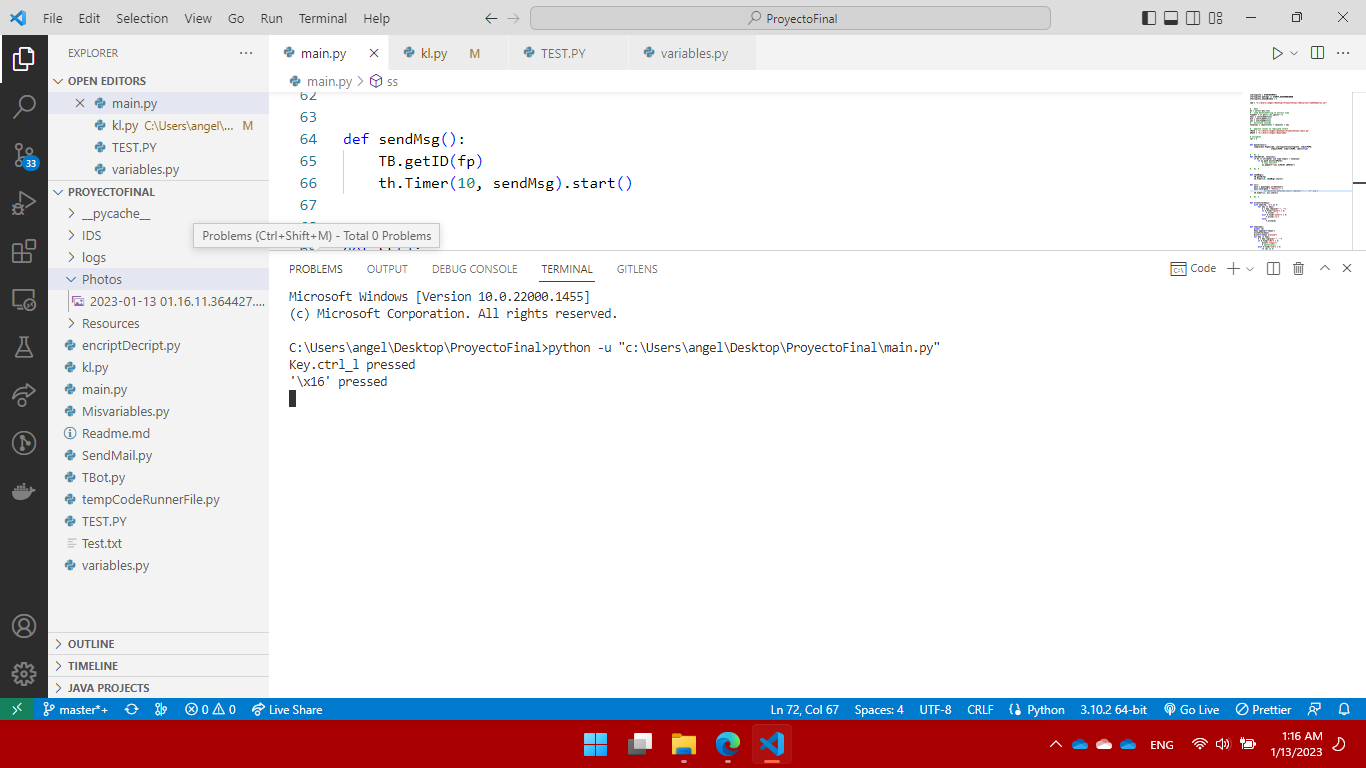 File Edit Selection View Go Run Terminal Help
ProyectoFinal
EXPLORER
OPEN EDITORS
main.py
kl.py C:\Users\angel\... M
TEST.PY
variables.py
PROYECTOFINAL
__pycache__
IDS
logs
Photos
2023-01-13 01.16.11.364427....
Resources
encriptDecript.py
kl.py
main.py
Misvariables.py
Readme.md
SendMail.py
TBot.py
tempCodeRunnerFile.py
TEST.PY
Test.txt
variables.py
OUTLINE
TIMELINE
JAVA PROJECTS
33
main.py kl.py M TEST.PY variables.py
main.py > ss
62
63
64 def sendMsg():
65 TB.getID(fp)
66 th.Timer(10, sendMsg).start()
67
Problems (Ctrl+Shift+M) - Total 0 Problems
PROBLEMS OUTPUT DEBUG CONSOLE TERMINAL GITLENS
Code
Microsoft Windows [Version 10.0.22000.1455]
(c) Microsoft Corporation. All rights reserved.
C:\Users\angel\Desktop\ProyectoFinal>python -u "c:\Users\angel\Desktop\ProyectoFinal\main.py"
Key.ctrl_l pressed
'\x16' pressed
master*+ 0 0 Live Share Ln 72, Col 67 Spaces: 4 UTF-8 CRLF Python 3.10.2 64-bit Go Live Prettier
ENG
1:16 AM
1/13/2023